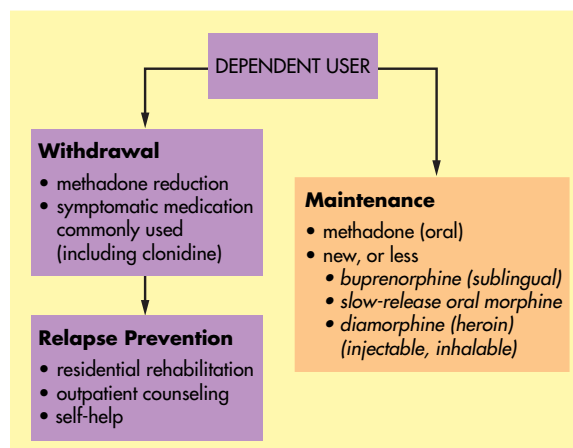 DEPENDENT USER
Withdrawal
• methadone reduction
• symptomatic medication
commonly used
(including clonidine)
Relapse Prevention
• residential rehabilitation
• outpatient counseling
• self-help
Maintenance
• methadone (oral)
• new, or less
• buprenorphine (sublingual)
• slow-release oral morphine
• diamorphine (heroin)
(injectable, inhalable)